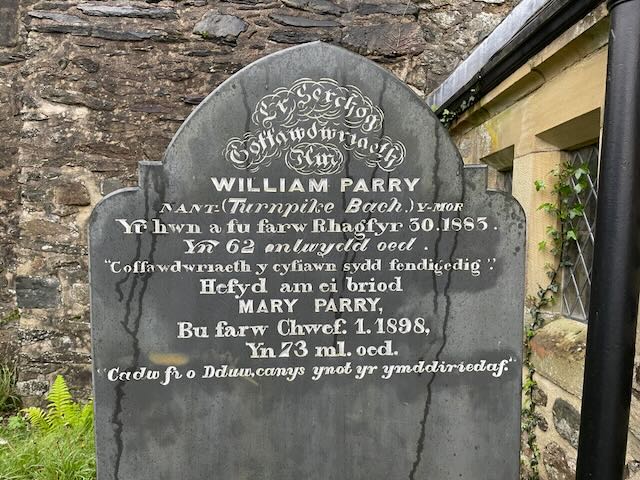 Er Serchog
Goffawdwriaeth
Am
WILLIAM PARRY
NANT-(Turnpike Bach,) Y-MOR
Yr hwn a fu farw Rhagfyr 30.1883.
Yn 62 mlwydd oed.
"Coffawdwriaeth y cyfiawn sydd fendigedig".
Hefyd am ei briod
MARY PARRY,
Bu farw Chwef. 1. 1898,
Yn 73 ml. oed.
"Cadw fi o Dduw, canys ynot yr ymddiriedaf."